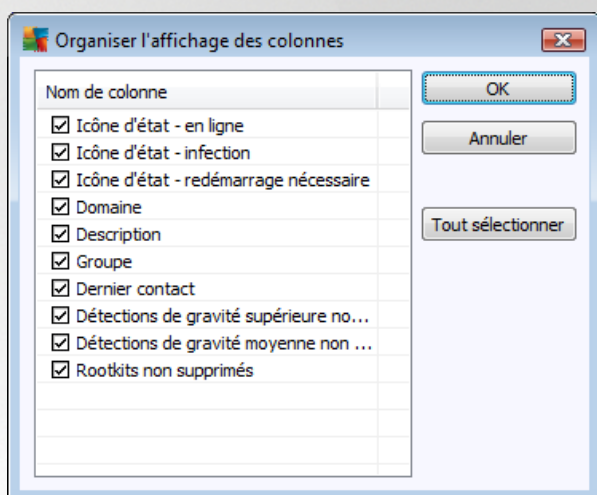 Organiser l'affichage des colonnes
Nom de colonne
Icône d'état - en ligne
Icône d'état - infection
Icône d'état - redémarrage nécessaire
Domaine
Description
Groupe
Dernier contact
Détections de gravité supérieure no...
Détections de gravité moyenne non ...
Rootkits non supprimés
OK
Annuler
Tout sélectionner